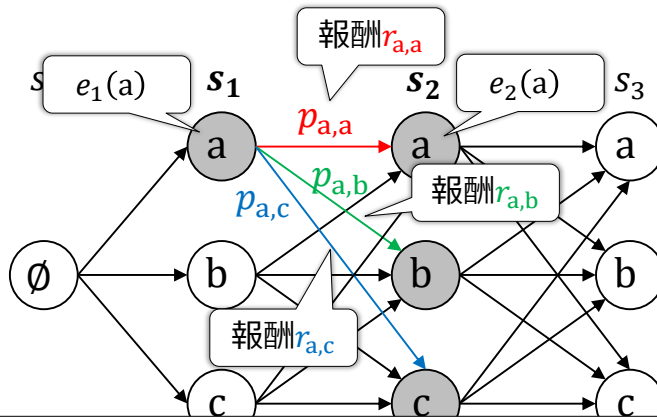 報酬r_{a,a}
s
e_1(a)
s_1
s_2
e_2(a)
s_3
p_{a,a}
a
a
a
p_{a,b}
報酬r_{a,b}
p_{a,c}
∅
b
b
b
報酬r_{a,c}
c
c
c